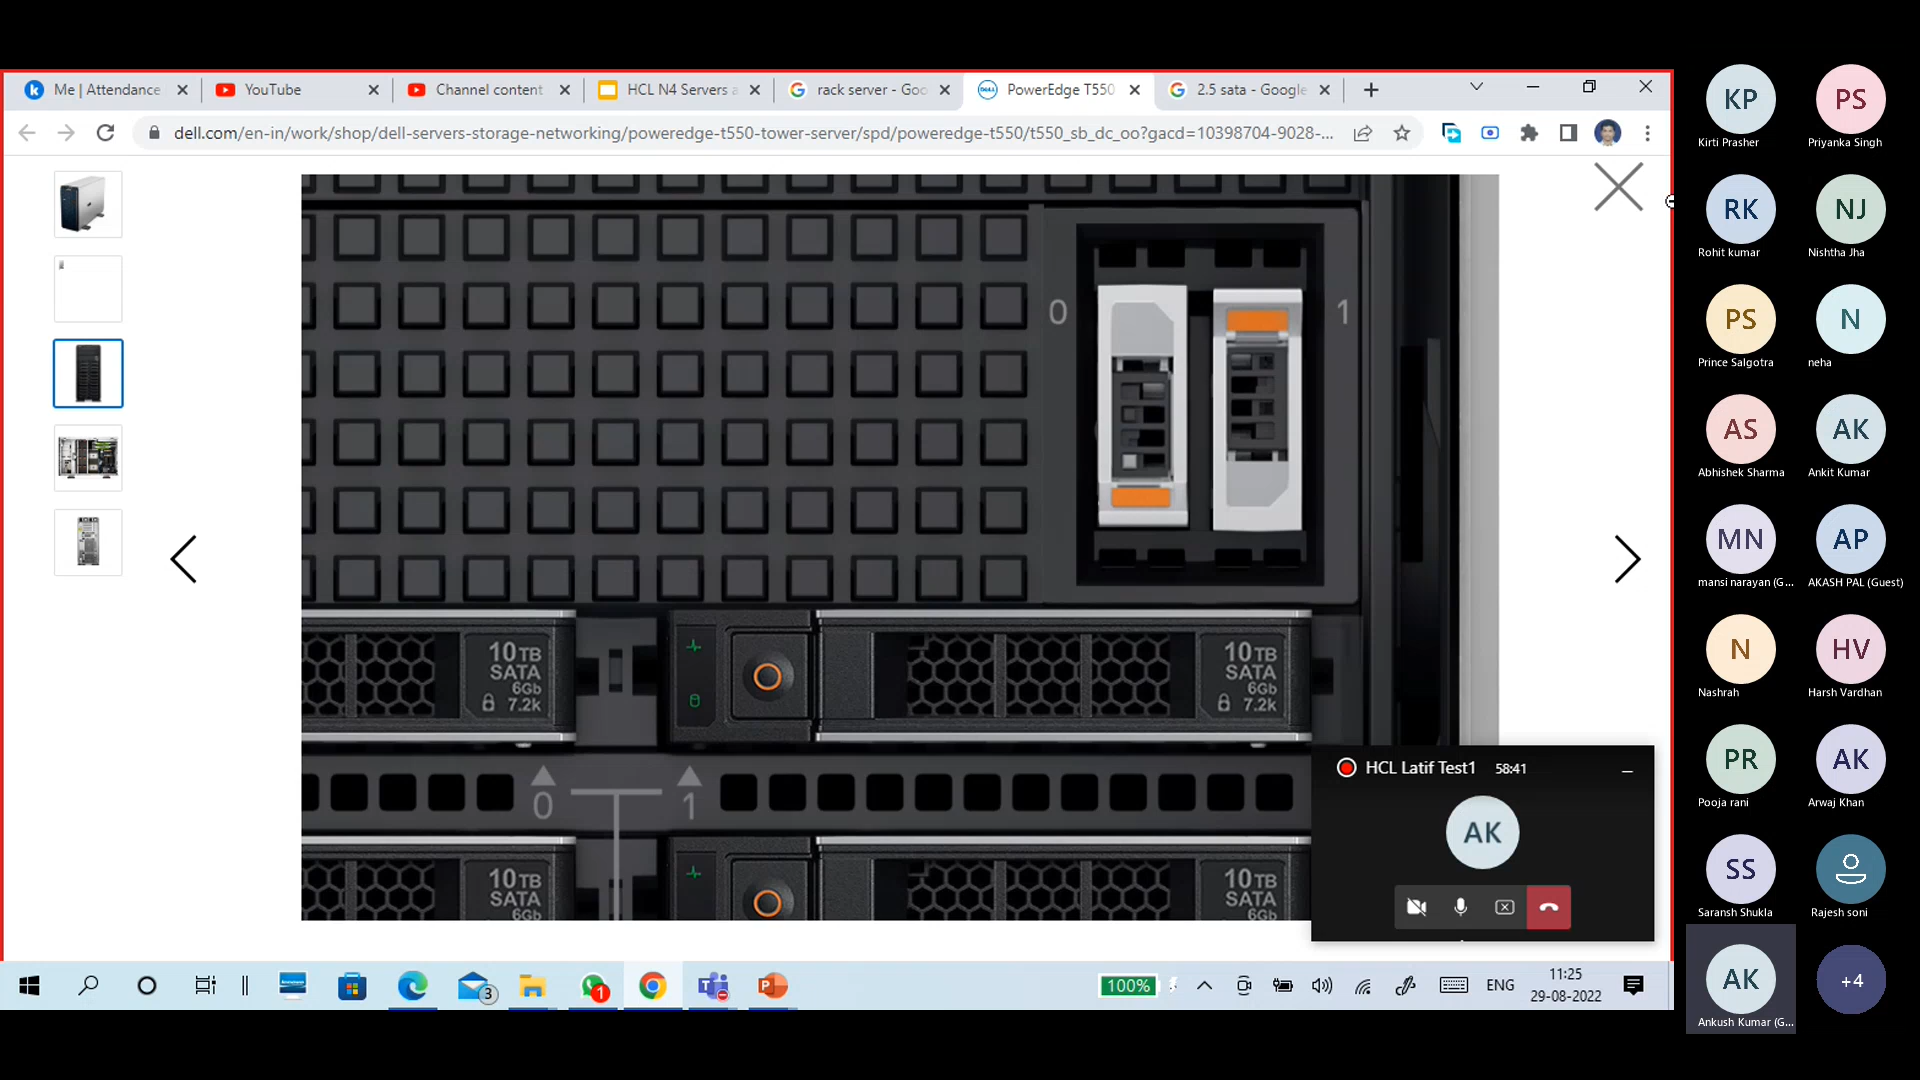 Me | Attendance
YouTube
Channel content
HCL N4 Servers a
rack server - Goo
PowerEdge T550
2.5 sata - Google
dell.com/en-in/work/shop/dell-servers-storage-networking/poweredge-t550-tower-server/spd/poweredge-t550/t550_sb_dc_oo?gacd=10398704-9028-...
0
1
10TB
SATA
6Gb
7.2k
10TB
SATA
6Gb
7.2k
0
1
10TB
SATA
6Gb
10TB
SATA
6Gb
HCL Latif Test1 58:41
AK
3
1
100%
ENG
11:25
29-08-2022
KP
Kirti Prasher
PS
Priyanka Singh
RK
Rohit kumar
NJ
Nishtha Jha
PS
Prince Salgotra
N
neha
AS
Abhishek Sharma
AK
Ankit Kumar
MN
mansi narayan (G...
AP
AKASH PAL (Guest)
N
Nashrah
HV
Harsh Vardhan
PR
Pooja rani
AK
Arwaj Khan
SS
Saransh Shukla
Rajesh soni
AK
Ankush Kumar (G...
+4